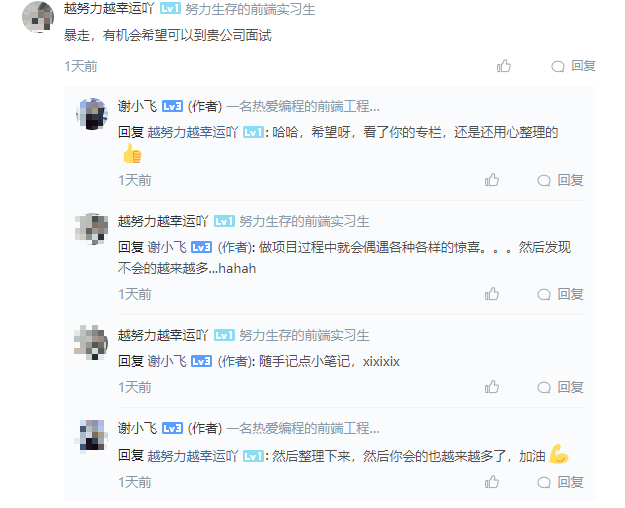 越努力越幸运吖 Lv1 努力生存的前端实习生
暴走，有机会希望可以到贵公司面试
1天前 回复
谢小飞 Lv3 (作者) 一名热爱编程的前端工程...
回复 越努力越幸运吖 Lv1 : 哈哈，希望呀，看了你的专栏，还是还用心整理的
1天前 回复
越努力越幸运吖 Lv1 努力生存的前端实习生
回复 谢小飞 Lv3 (作者): 做项目过程中就会偶遇各种各样的惊喜。。。然后发现
不会的越来越多...hahah
1天前 回复
越努力越幸运吖 Lv1 努力生存的前端实习生
回复 谢小飞 Lv3 (作者): 随手记点小笔记，xixixix
1天前 回复
谢小飞 Lv3 (作者) 一名热爱编程的前端工程...
回复 越努力越幸运吖 Lv1 : 然后整理下来，然后你会的也越来越多了，加油
1天前 回复